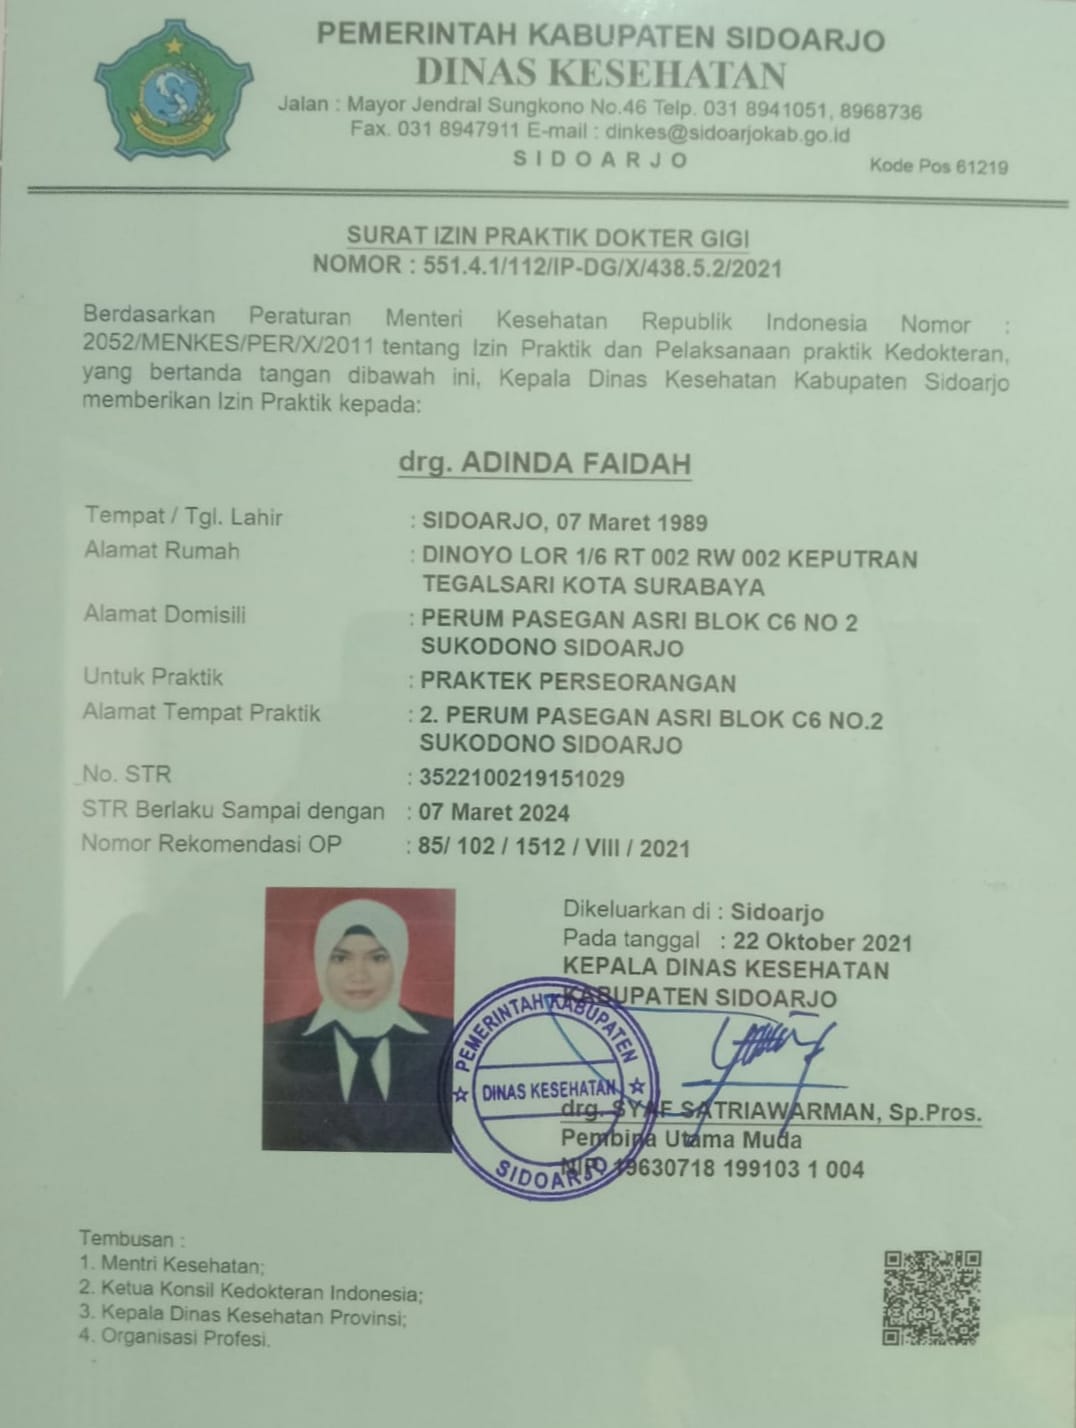 PEMERINTAH KABUPATEN SIDOARJO
DINAS KESEHATAN
Jalan : Mayor Jendral Sungkono No.46 Telp. 031 8941051, 8968736
Fax. 031 8947911 E-mail : dinkes@sidoarjokab.go.id
SIDOARJO
Kode Pos 61219
SURAT IZIN PRAKTIK DOKTER GIGI
NOMOR : 551.4.1/112/IP-DG/X/438.5.2/2021
Berdasarkan Peraturan Menteri Kesehatan Republik Indonesia Nomor :
2052/MENKES/PER/X/2011 tentang Izin Praktik dan Pelaksanaan praktik Kedokteran,
yang bertanda tangan dibawah ini, Kepala Dinas Kesehatan Kabupaten Sidoarjo
memberikan Izin Praktik kepada:
drg. ADINDA FAIDAH
Tempat / Tgl. Lahir : SIDOARJO, 07 Maret 1989
Alamat Rumah : DINOYO LOR 1/6 RT 002 RW 002 KEPUTRAN
TEGALSARI KOTA SURABAYA
Alamat Domisili : PERUM PASEGAN ASRI BLOK C6 NO 2
SUKODONO SIDOARJO
Untuk Praktik : PRAKTEK PERSEORANGAN
Alamat Tempat Praktik : 2. PERUM PASEGAN ASRI BLOK C6 NO.2
SUKODONO SIDOARJO
No. STR : 3522100219151029
STR Berlaku Sampai dengan : 07 Maret 2024
Nomor Rekomendasi OP : 85/ 102 / 1512 / VIII / 2021
Dikeluarkan di : Sidoarjo
Pada tanggal : 22 Oktober 2021
KEPALA DINAS KESEHATAN
KABUPATEN SIDOARJO
PEMERINTAH KABUPATEN
DINAS KESEHATAN
SIDOARJO
drg. SYAF SATRIAWARMAN, Sp.Pros.
Pembina Utama Muda
NIP. 19630718 199103 1 004
Tembusan :
1. Mentri Kesehatan;
2. Ketua Konsil Kedokteran Indonesia;
3. Kepala Dinas Kesehatan Provinsi;
4. Organisasi Profesi.